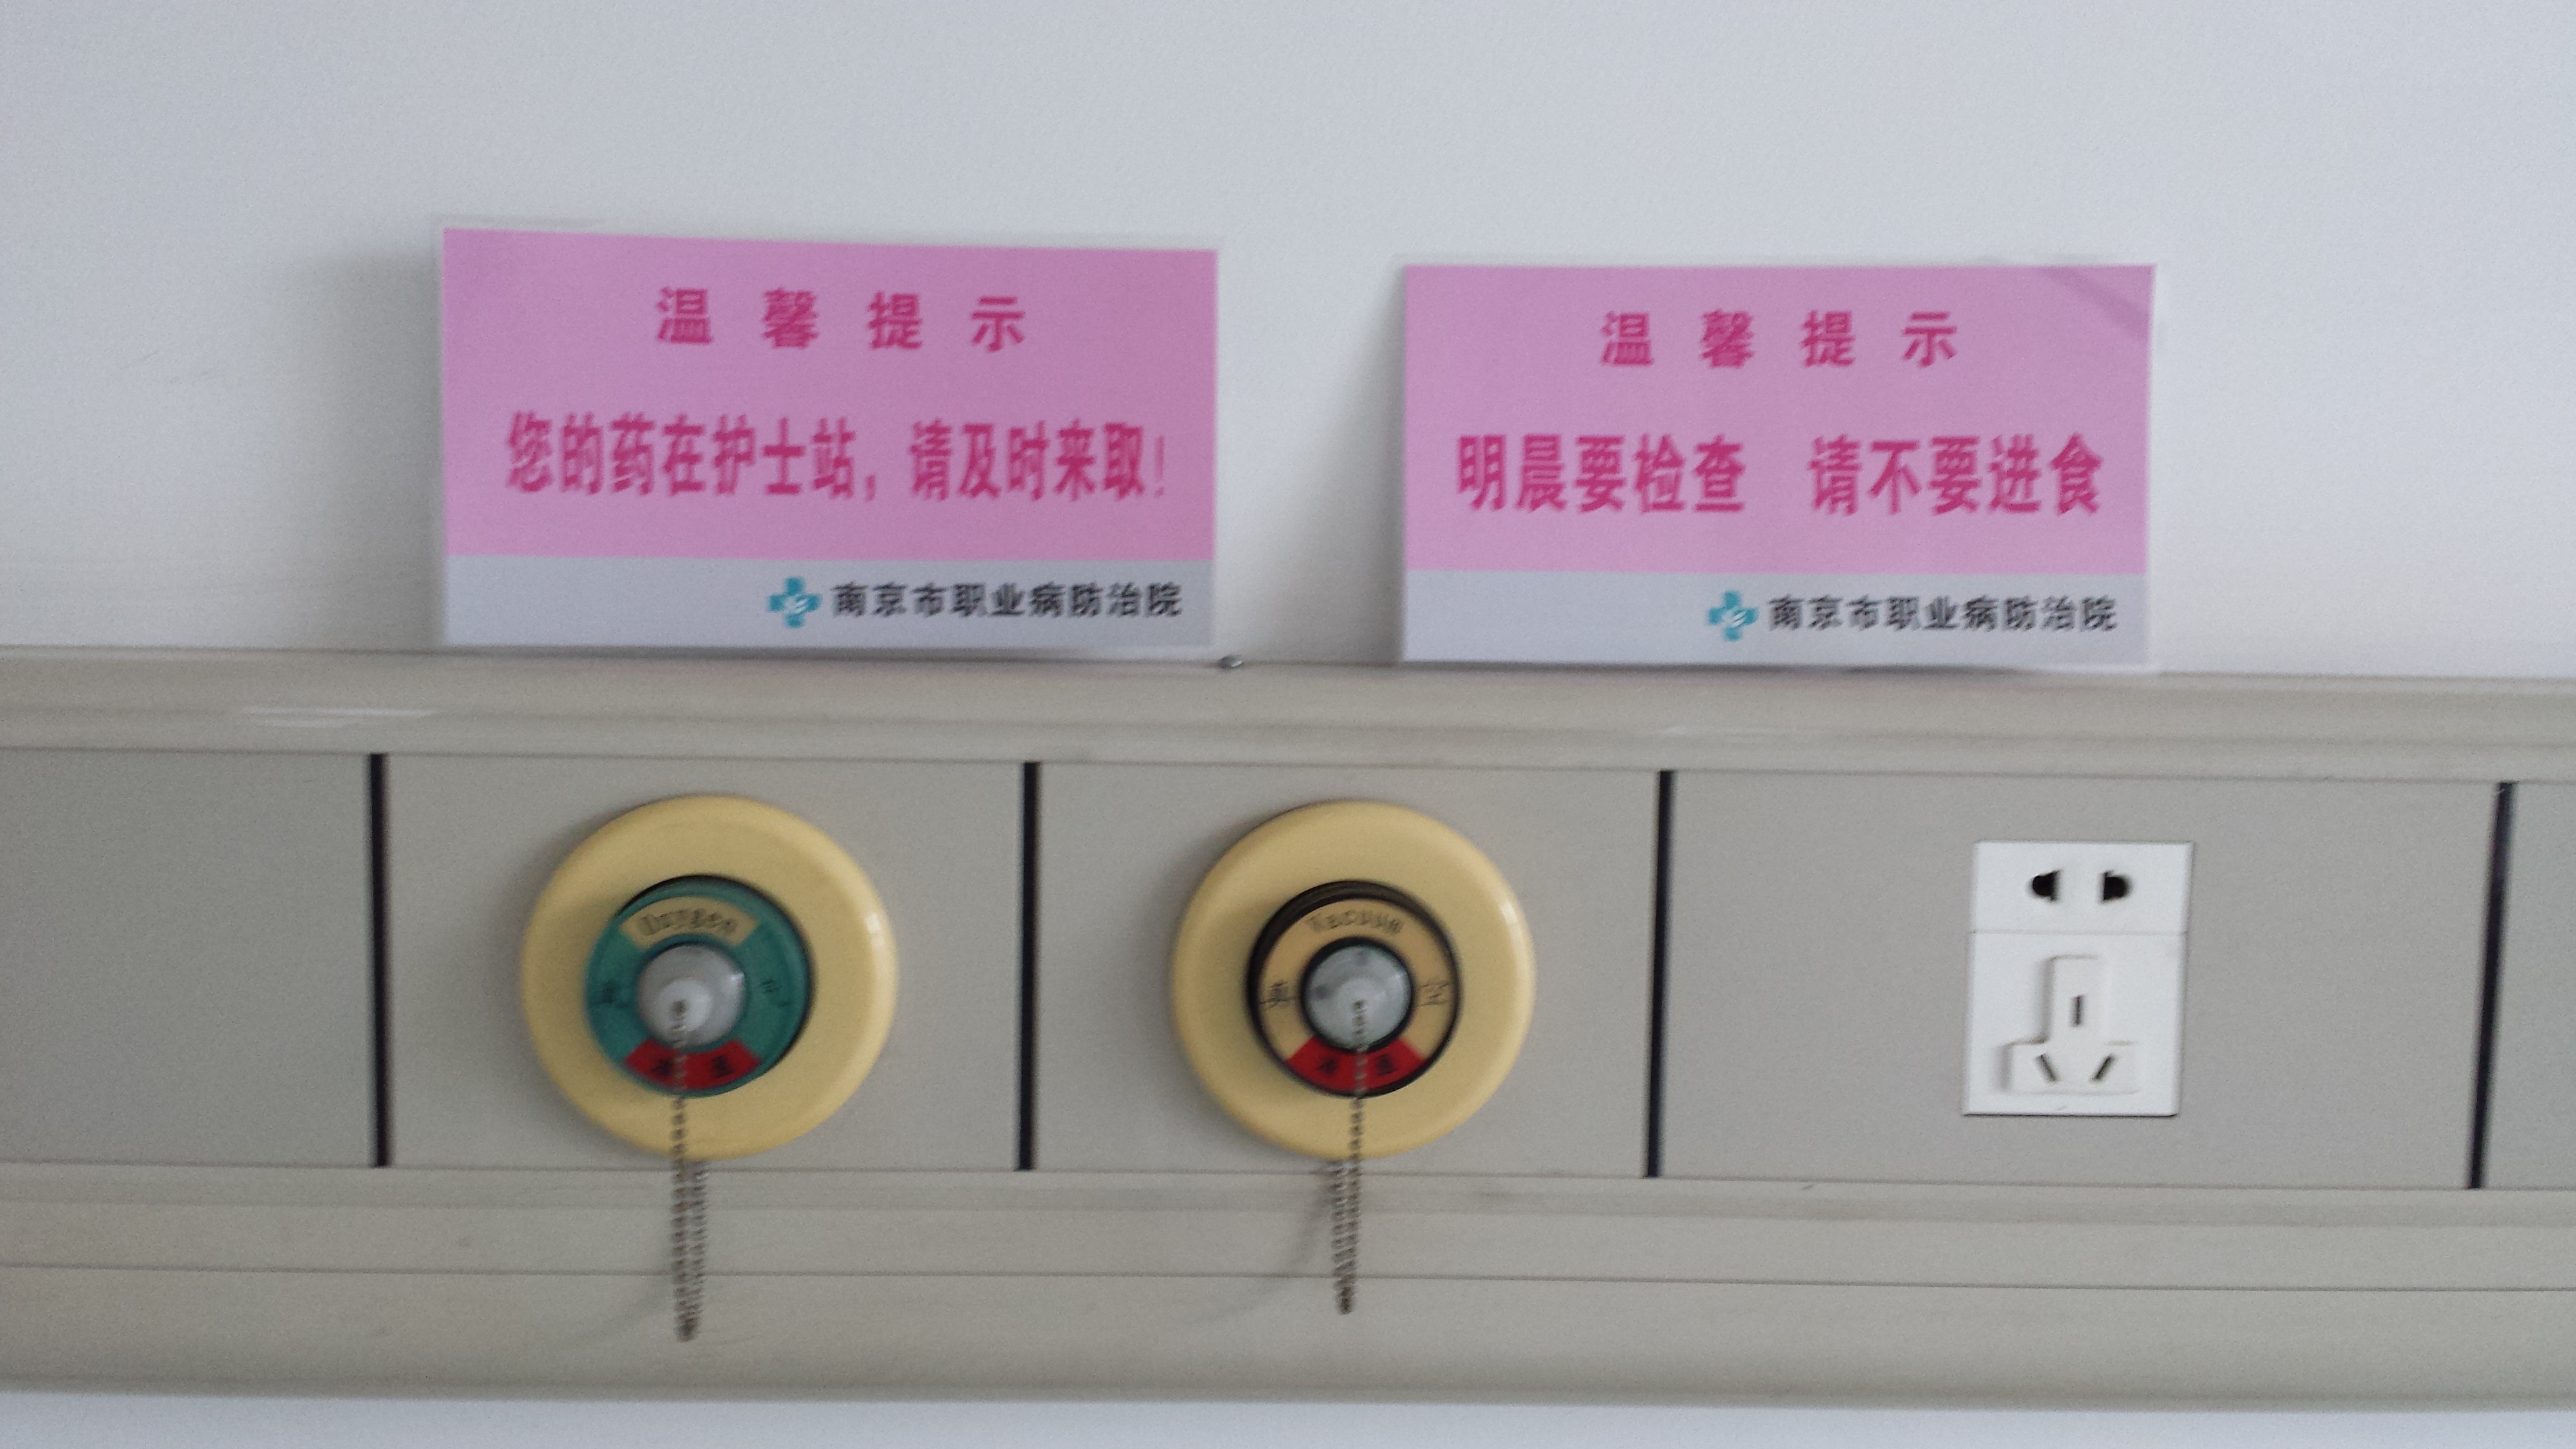 温馨提示
您的药在护士站，请及时来取！
南京市职业病防治院
温馨提示
明晨要检查 请不要进食
南京市职业病防治院
Oxygen
Vacuum